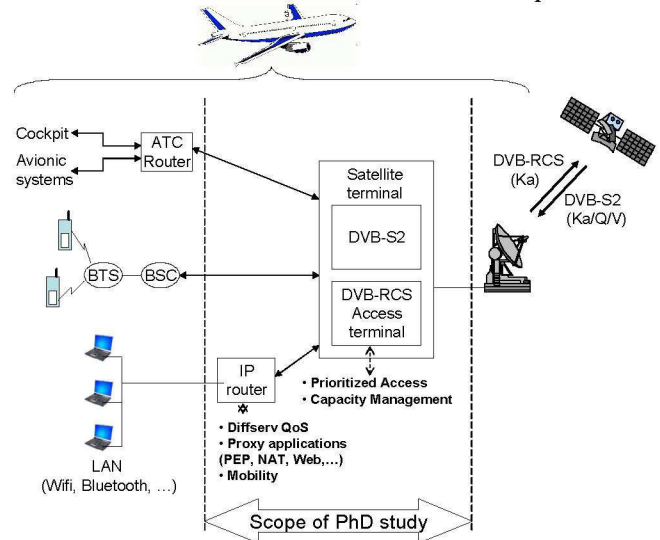 Cockpit
Avionic
systems
ATC
Router
Satellite
terminal
DVB-S2
DVB-RCS
Access
terminal
DVB-RCS
(Ka)
DVB-S2
(Ka/Q/V)
BTS
BSC
IP
router
• Prioritized Access
• Capacity Management
• Diffserv QoS
• Proxy applications
(PEP, NAT, Web,...)
• Mobility
LAN
(Wifi, Bluetooth, ...)
Scope of PhD study